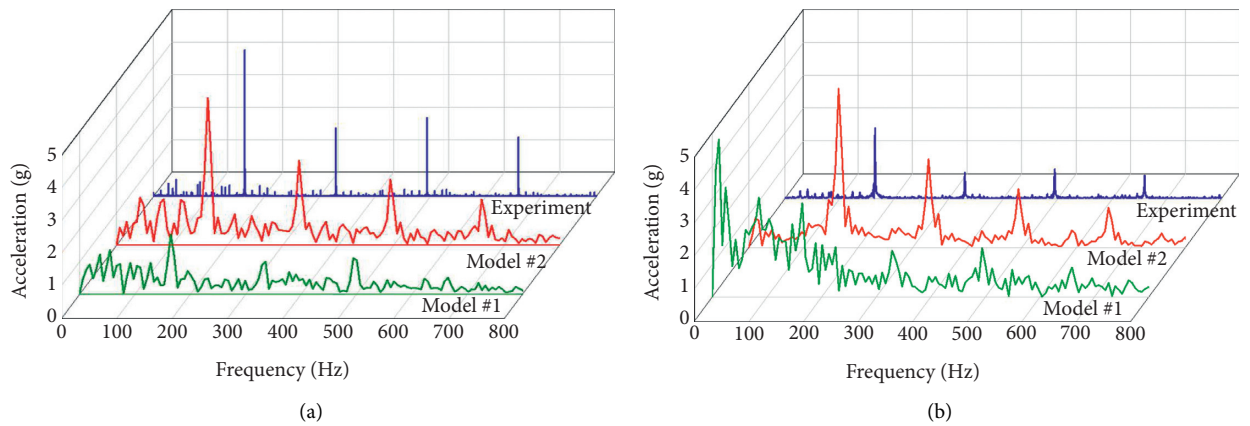 5
4
3
2
1
0
Acceleration (g)
Experiment
Model #2
Model #1
0 100 200 300 400 500 600 700 800
Frequency (Hz)
(a)
5
4
3
2
1
0
Acceleration (g)
Experiment
Model #2
Model #1
0 100 200 300 400 500 600 700 800
Frequency (Hz)
(b)